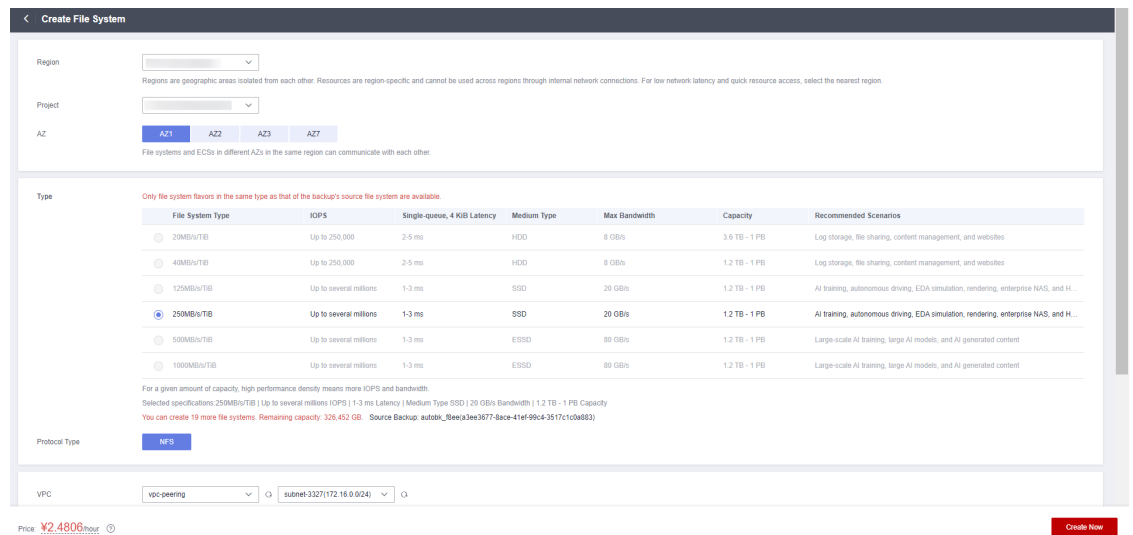 Create File System
Region
Regions are geographic areas isolated from each other. Resources are region-specific and cannot be used across regions through internal network connections. For low network latency and quick resource access, select the nearest region.
Project
AZ AZ1 AZ2 AZ3 AZ7
File systems and ECSs in different AZs in the same region can communicate with each other.
Type Only file system flavors in the same type as that of the backup's source file system are available.
File System Type IOPS Single-queue, 4 KiB Latency Medium Type Max Bandwidth Capacity Recommended Scenarios
20MB/s/TiB Up to 250,000 2-5 ms HDD 8 GB/s 3.6 TB - 1 PB Log storage, file sharing, content management, and websites
40MB/s/TiB Up to 250,000 2-5 ms HDD 8 GB/s 1.2 TB - 1 PB Log storage, file sharing, content management, and websites
125MB/s/TiB Up to several millions 1-3 ms SSD 20 GB/s 1.2 TB - 1 PB AI training, autonomous driving, EDA simulation, rendering, enterprise NAS, and H...
250MB/s/TiB Up to several millions 1-3 ms SSD 20 GB/s 1.2 TB - 1 PB AI training, autonomous driving, EDA simulation, rendering, enterprise NAS, and H...
500MB/s/TiB Up to several millions 1-3 ms ESSD 80 GB/s 1.2 TB - 1 PB Large-scale AI training, large AI models, and AI generated content
1000MB/s/TiB Up to several millions 1-3 ms ESSD 80 GB/s 1.2 TB - 1 PB Large-scale AI training, large AI models, and AI generated content
For a given amount of capacity, high performance density means more IOPS and bandwidth.
Selected specifications:250MB/s/TiB | Up to several millions IOPS | 1-3 ms Latency | Medium Type SSD | 20 GB/s Bandwidth | 1.2 TB - 1 PB Capacity
You can create 19 more file systems. Remaining capacity: 326,452 GB. Source Backup: autobk_f8ee(a3ee3677-8ace-41ef-99c4-3517c1c0a883)
Protocol Type NFS
VPC vpc-peering subnet-3327(172.16.0.0/24)
Price: ¥2.4806/hour Create Now